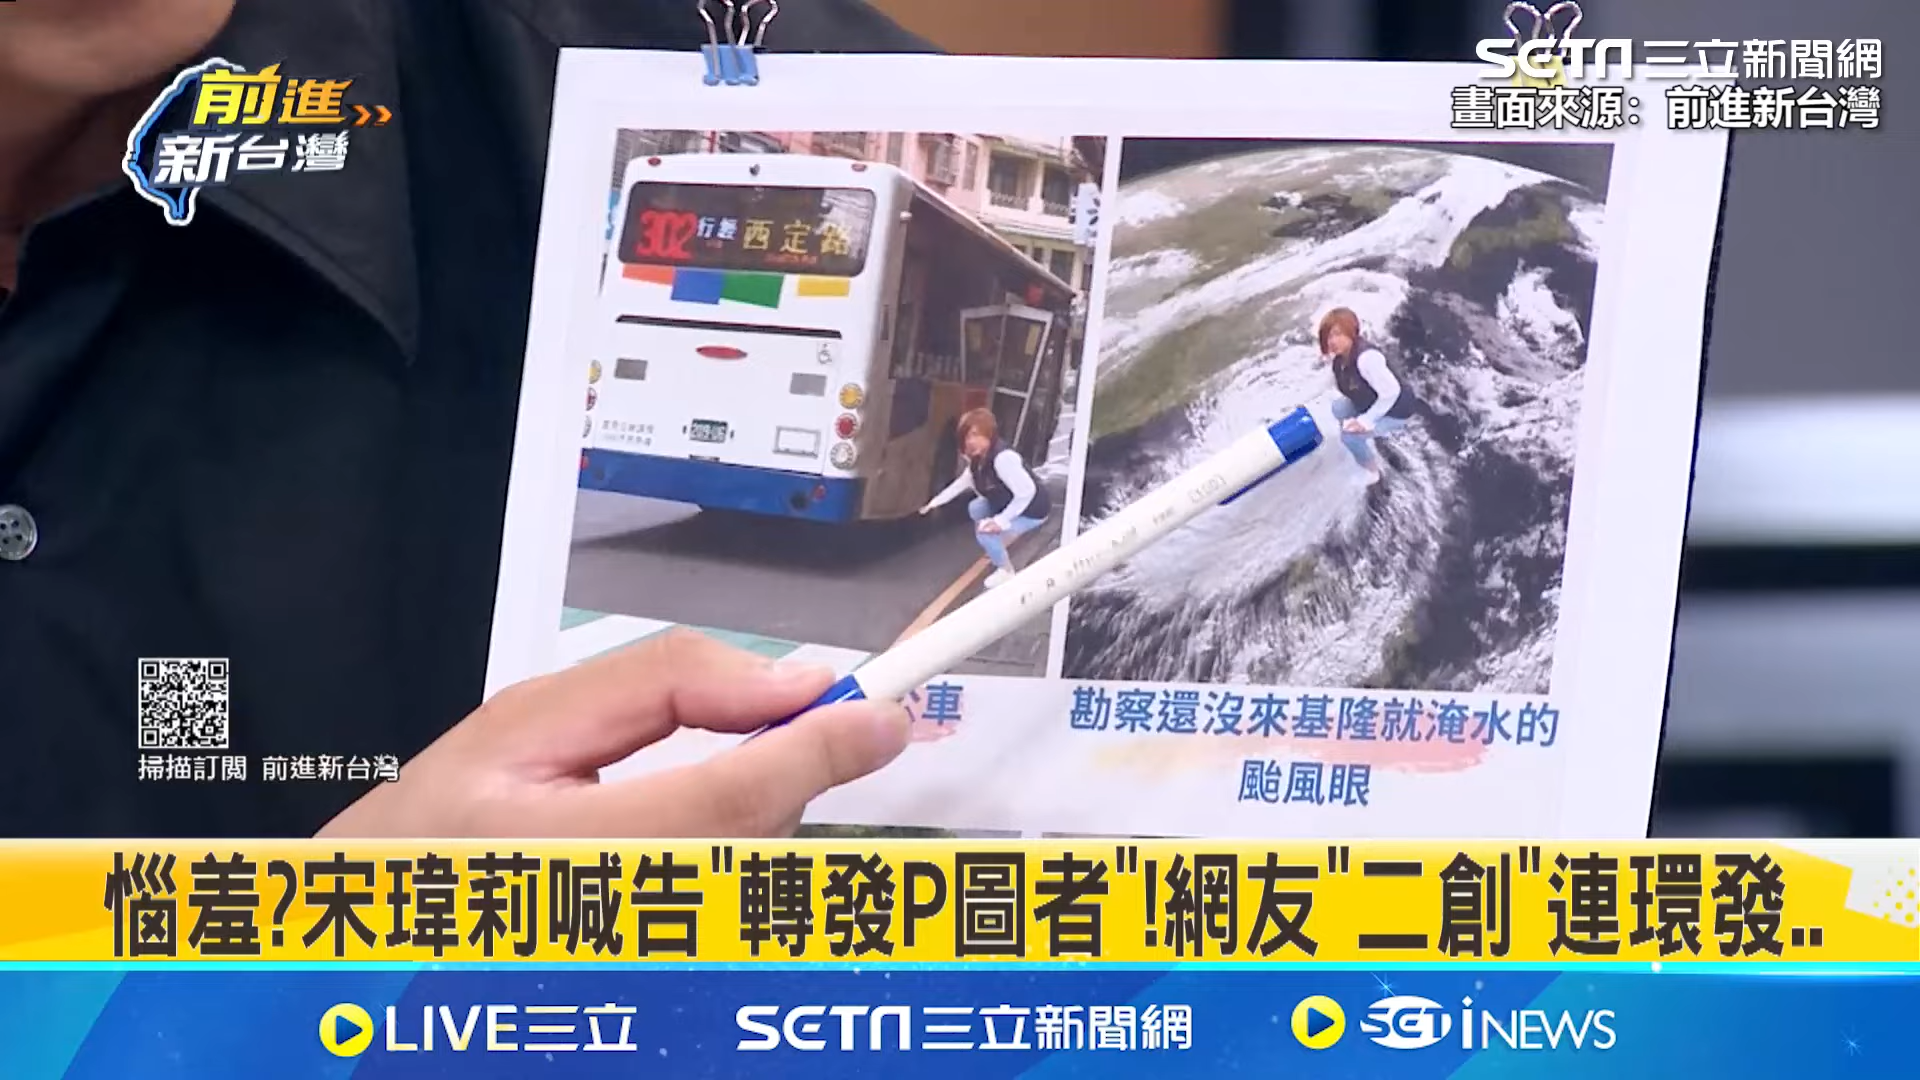 前進
新台灣
SETN三立新聞網
畫面來源：前進新台灣
302 行經 西定路
公車
勘察還沒來基隆就淹水的
颱風眼
掃描訂閱 前進新台灣
惱羞?宋瑋莉喊告"轉發P圖者"!網友"二創"連環發..
LIVE三立
SETN三立新聞網
SETiNEWS